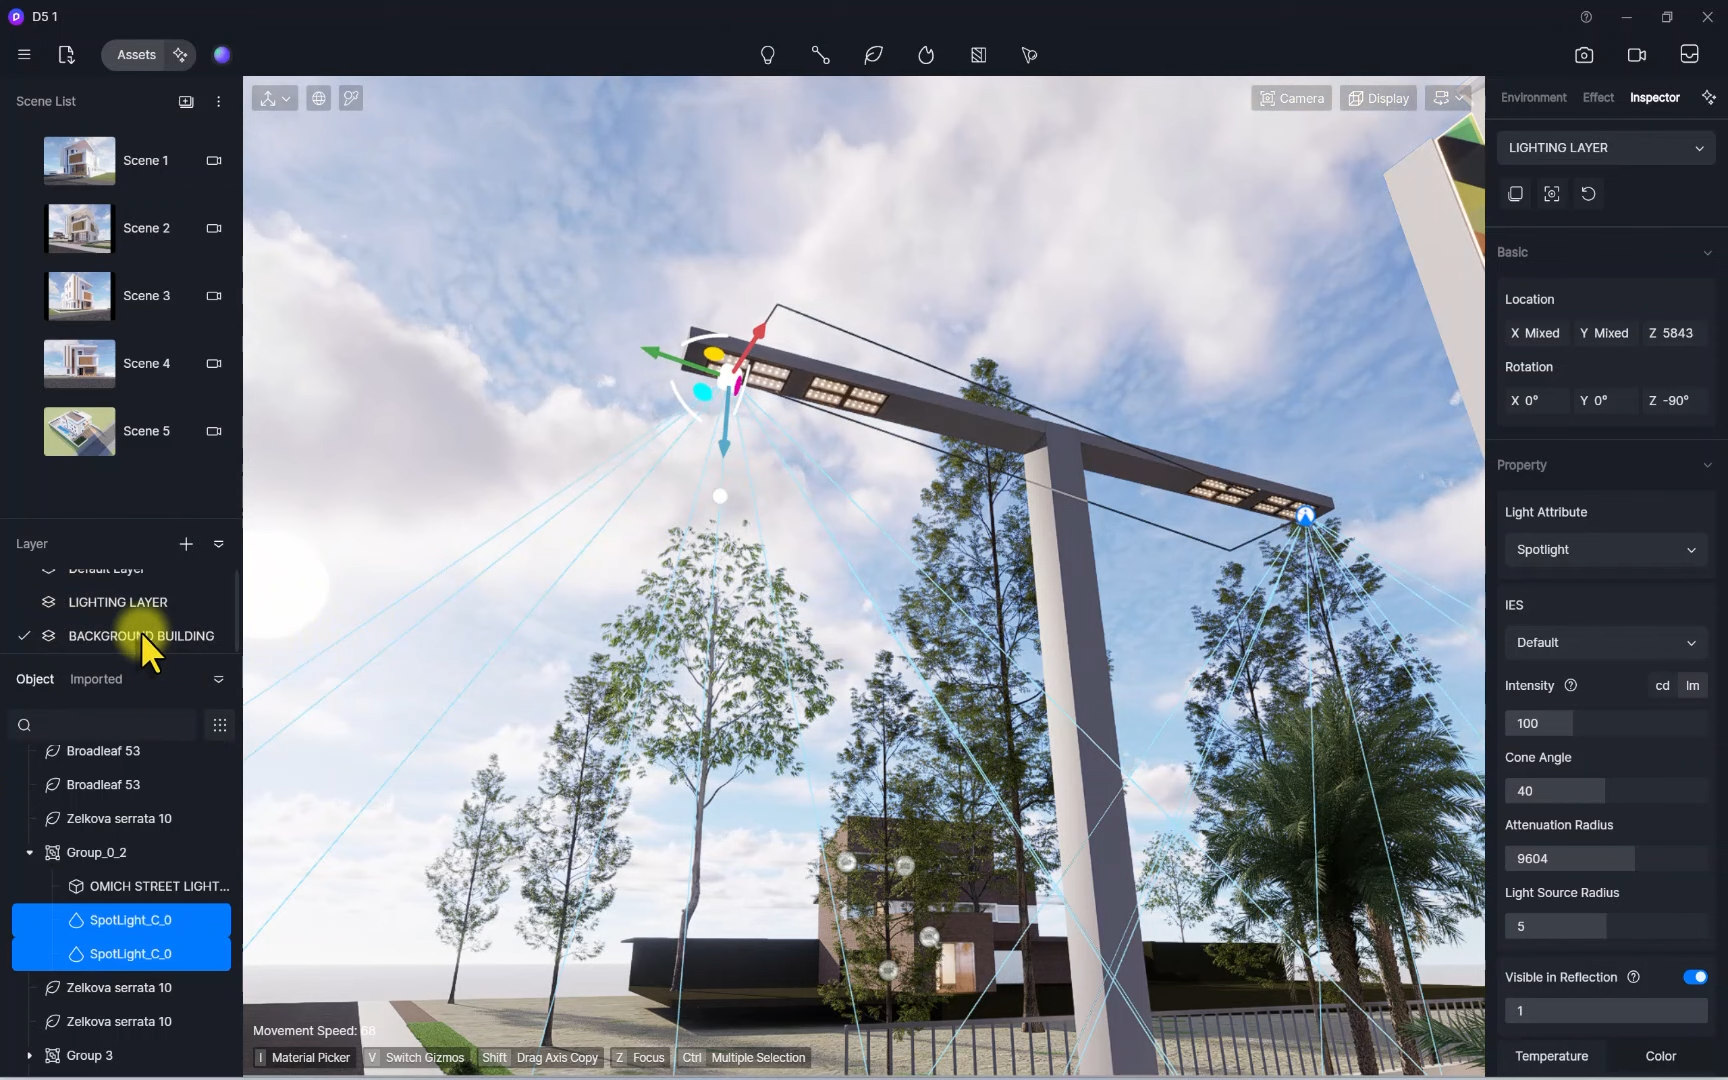 D5 1
Assets
Scene List
Scene 1
Scene 2
Scene 3
Scene 4
Scene 5
Layer
Default Layer
LIGHTING LAYER
BACKGROUND BUILDING
Object Imported
Broadleaf 53
Broadleaf 53
Zelkova serrata 10
Group_0_2
OMICH STREET LIGHT...
SpotLight_C_0
SpotLight_C_0
Zelkova serrata 10
Zelkova serrata 10
Group 3
Camera Display
Movement Speed: 68
I Material Picker V Switch Gizmos Shift Drag Axis Copy Z Focus Ctrl Multiple Selection
Environment Effect Inspector
LIGHTING LAYER
Basic
Location
X Mixed Y Mixed Z 5843
Rotation
X 0° Y 0° Z -90°
Property
Light Attribute
Spotlight
IES
Default
Intensity cd lm
100
Cone Angle
40
Attenuation Radius
9604
Light Source Radius
5
Visible in Reflection
1
Temperature Color